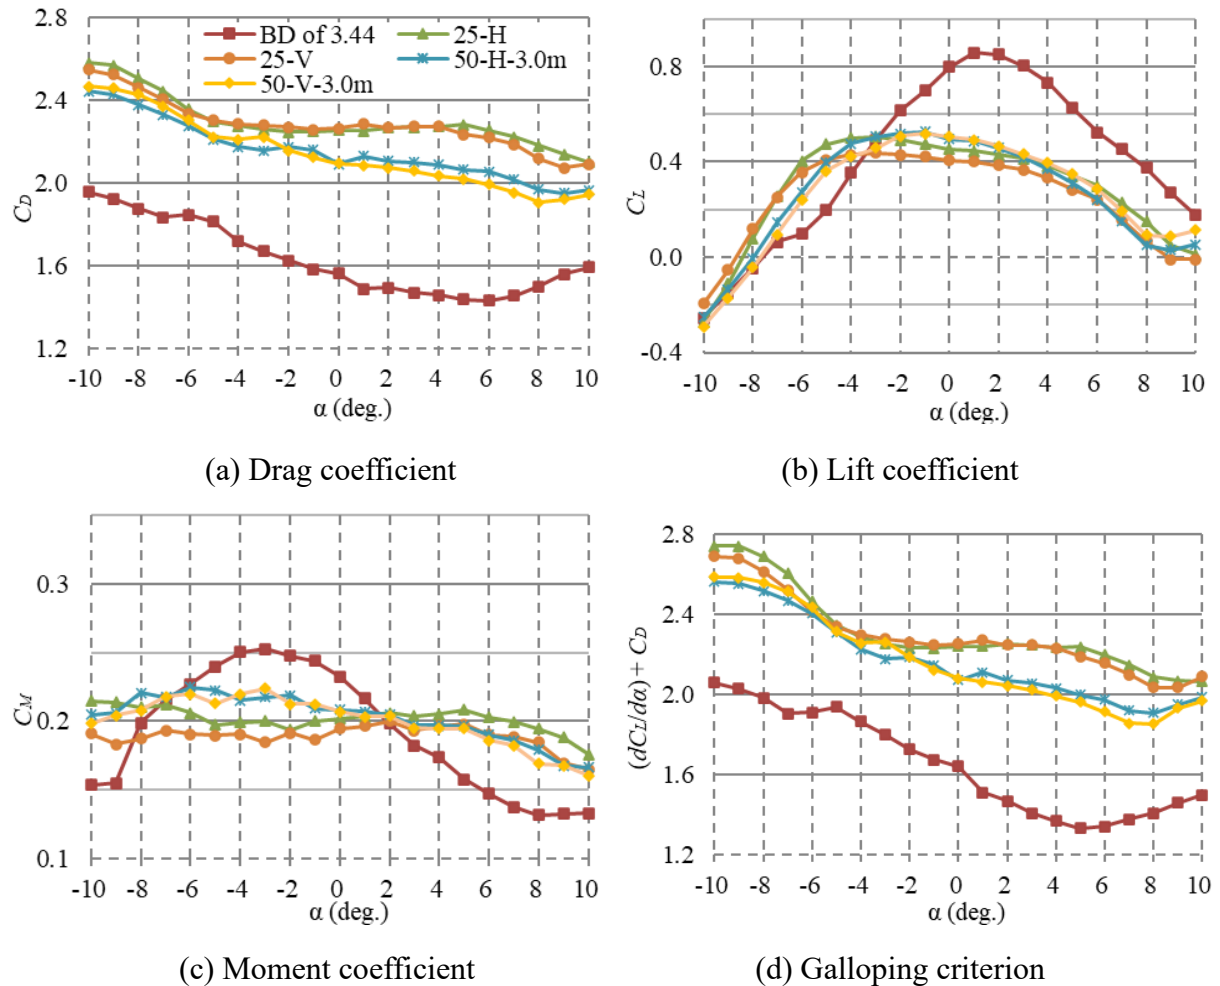 2.8
2.4
2.0
1.6
1.2
C_D
BD of 3.44 25-H
25-V 50-H-3.0m
50-V-3.0m
-10 -8 -6 -4 -2 0 2 4 6 8 10
α (deg.)
(a) Drag coefficient
0.8
0.4
0.0
-0.4
C_L
-10 -8 -6 -4 -2 0 2 4 6 8 10
α (deg.)
(b) Lift coefficient
0.3
0.2
0.1
C_M
-10 -8 -6 -4 -2 0 2 4 6 8 10
α (deg.)
(c) Moment coefficient
2.8
2.4
2.0
1.6
1.2
(dC_L/dα) + C_D
-10 -8 -6 -4 -2 0 2 4 6 8 10
α (deg.)
(d) Galloping criterion